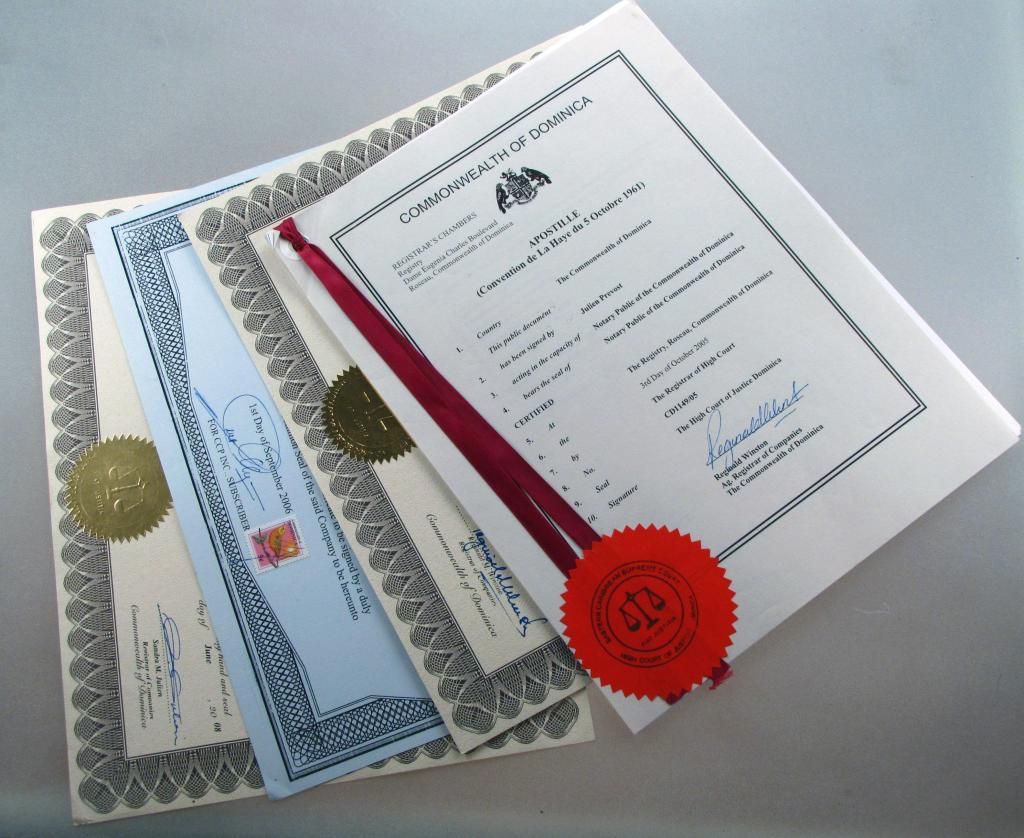 COMMONWEALTH OF DOMINICA
REGISTRAR'S CHAMBERS
Registry
Dame Eugenia Charles Boulevard
Roseau, Commonwealth of Dominica
APOSTILLE
(Convention de La Haye du 5 Octobre 1961)
1. Country The Commonwealth of Dominica
This public document
2. has been signed by Julien Prevost
3. acting in the capacity of Notary Public of the Commonwealth of Dominica
4. bears the seal of Notary Public of the Commonwealth of Dominica
CERTIFIED
5. At The Registry, Roseau, Commonwealth of Dominica
6. the 3rd Day of October 2005
7. by The Registrar of High Court
8. No. CD1149/05
9. Seal The High Court of Justice Dominica
10. Signature
Reginald Winston
Ag. Registrar of Companies
The Commonwealth of Dominica
EASTERN CARIBBEAN SUPREME COURT
HIGH COURT OF JUSTICE
Registrar of Companies
Commonwealth of Dominica
Seal of the said Company to be hereunto
to be signed by a duly
1st Day of September 2006
FOR CCP INC SUBSCRIBER
my hand and seal
day of June , 20 08
Sandra M. Julien
Registrar of Companies
Commonwealth of Dominica